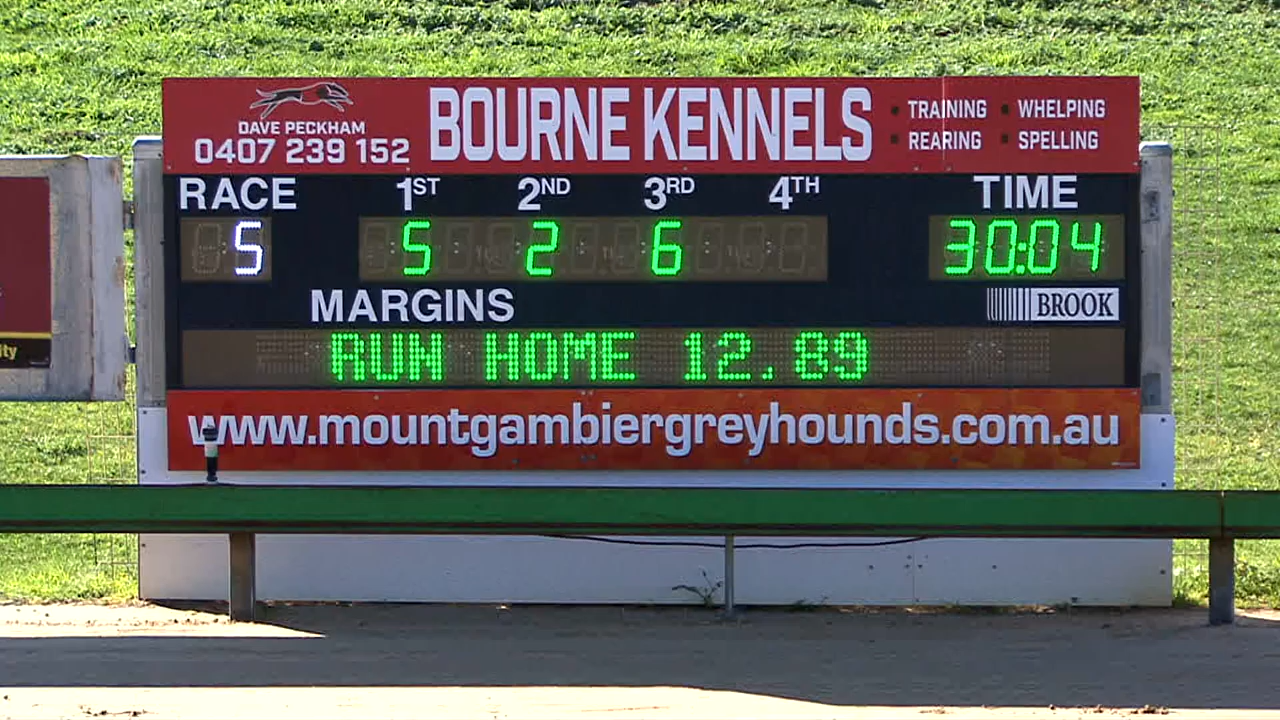 BOURNE KENNELS
DAVE PECKHAM
0407 239 152
TRAINING WHELPING
REARING SPELLING
RACE 1ST 2ND 3RD 4TH TIME
5 5 2 6 30:04
MARGINS
BROOK
RUN HOME 12.89
ity
www.mountgambiergreyhounds.com.au